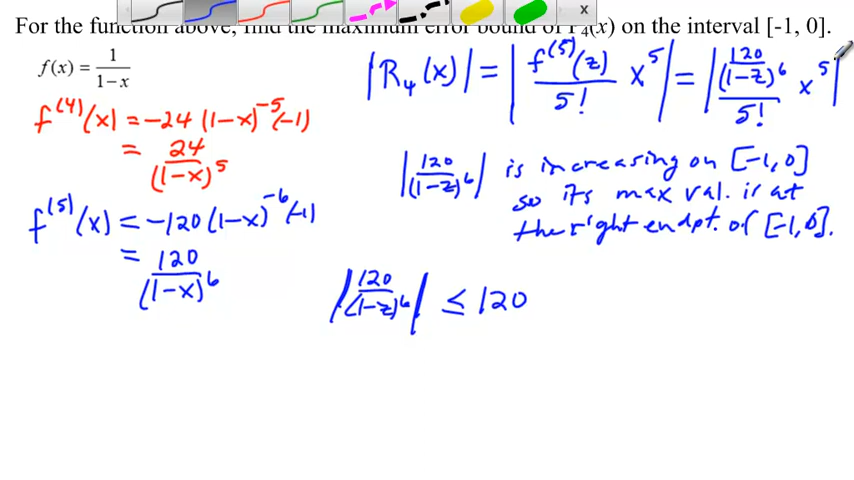 For the function above, find the maximum error bound of P₄(x) on the interval [-1, 0].
f(x) = 1/(1−x)
f⁽⁴⁾(x) = −24(1−x)⁻⁵(−1)
= 24/(1−x)⁵
f⁽⁵⁾(x) = −120(1−x)⁻⁶(−1)
= 120/(1−x)⁶
|R₄(x)| = |f⁽⁵⁾(z)/5! x⁵| = |(120/(1−z)⁶)/5! x⁵|
|120/(1−z)⁶| is increasing on [-1,0]
so its max val. is at
the right endpt. of [-1,0].
|120/(1−z)⁶| ≤ 120
x